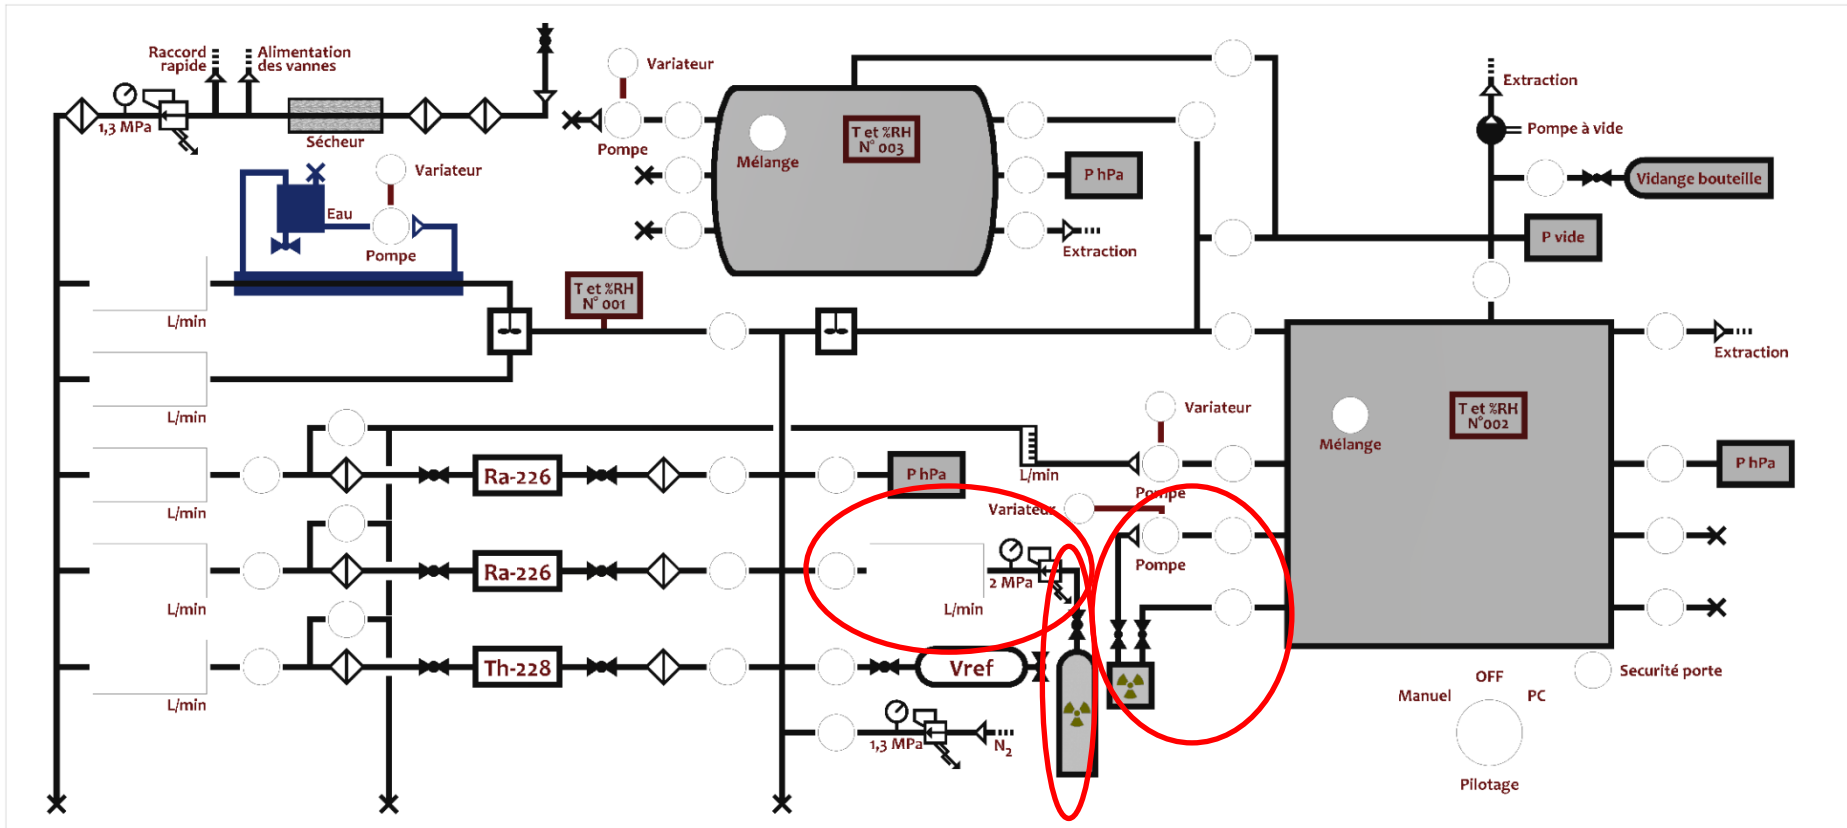 Raccord
rapide
Alimentation
des vannes
1,3 MPa
Sécheur
Variateur
Pompe
Mélange
T et %RH
N° 003
P hPa
Extraction
Extraction
Pompe à vide
Vidange bouteille
P vide
Variateur
Eau
Pompe
L/min
T et %RH
N° 001
L/min
Extraction
Variateur
Mélange
T et %RH
N°002
L/min
Ra-226
P hPa
L/min
Pompe
P hPa
Variateur
L/min
Ra-226
2 MPa
L/min
Pompe
L/min
Th-228
Vref
Securité porte
OFF
Manuel
PC
Pilotage
1,3 MPa
N2